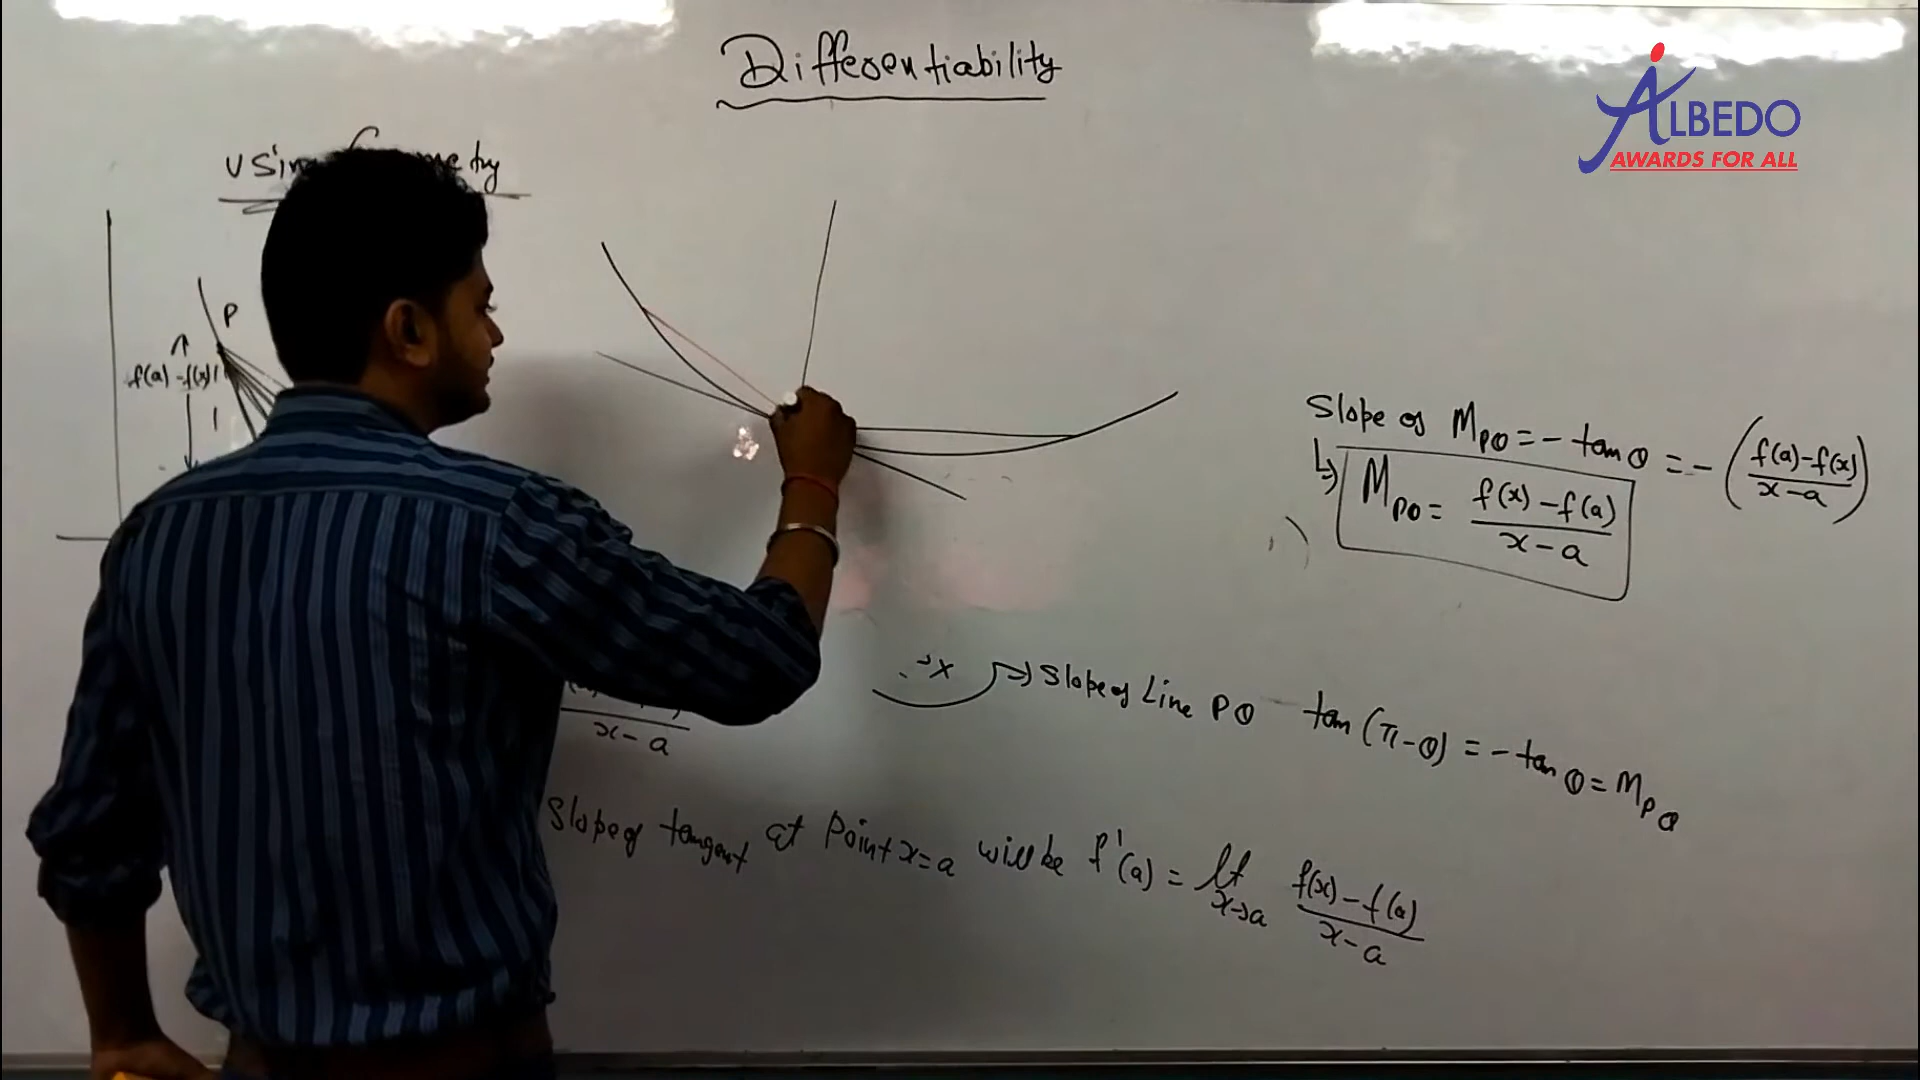 Differentiability
ALBEDO
AWARDS FOR ALL
P
f(a) - f(x)
Slope of M_PQ = - tan θ = - ( f(a)-f(x) / x-a )
M_PQ = f(x) - f(a) / x - a
x
→ Slope of Line PQ tan (π-θ) = - tan θ = M_PQ
x - a
Slope of tangent at Point x=a will be f'(a) = lt x→a f(x) - f(a) / x - a